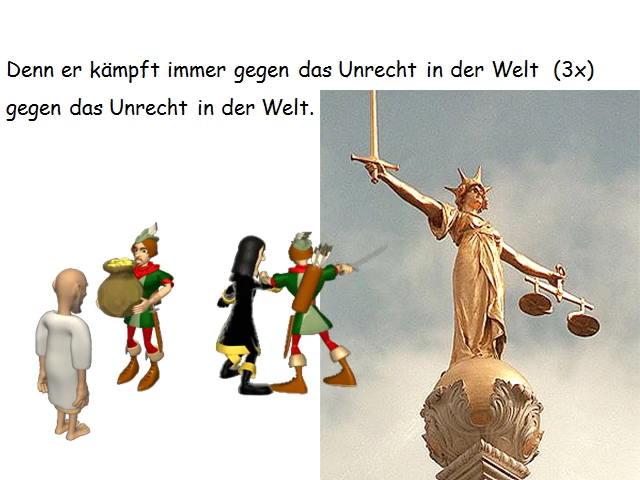 Denn er kämpft immer gegen das Unrecht in der Welt (3x)
gegen das Unrecht in der Welt.